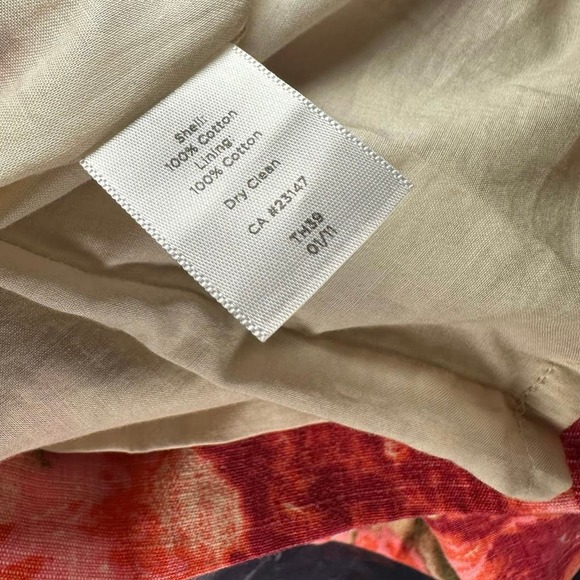 Shell:
100% Cotton
Lining:
100% Cotton
Dry Clean
CA #23147
TH39
01/11